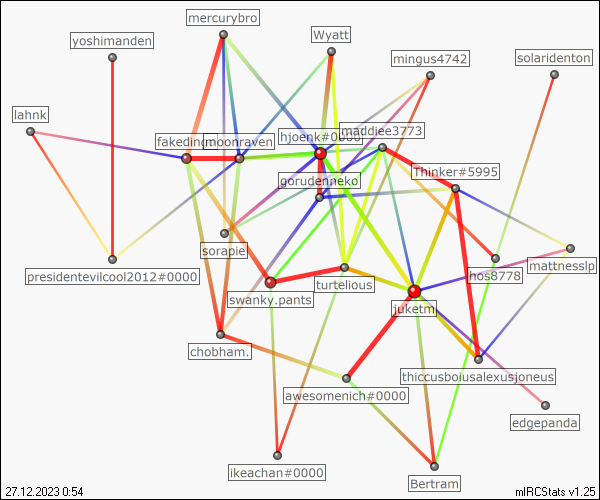 mercurybro
yoshimanden
Wyatt
mingus4742
solaridenton
lahnk
maddiee3773
moonraven
hjoenk#0000
Thinker#5995
gorudenneko
sorapie
mattnesslp
presidentevilcool2012#0000
hos8778
turtelious
swanky.pants
juketm
chobham.
thiccusboiusalexusjoneus
awesomenich#0000
edgepanda
ikeachan#0000
Bertram
27.12.2023 0:54
mIRCStats v1.25